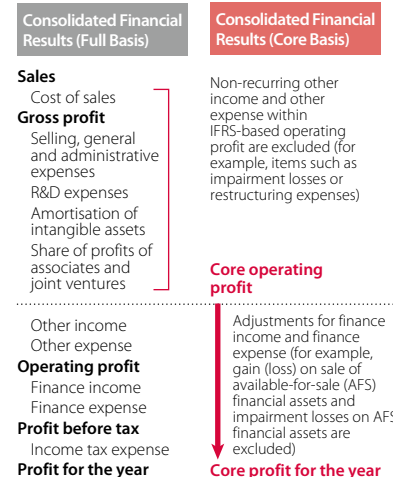 Consolidated Financial
Results (Full Basis)
Sales
Cost of sales
Gross profit
Selling, general
and administrative
expenses
R&D expenses
Amortisation of
intangible assets
Share of profits of
associates and
joint ventures
Other income
Other expense
Operating profit
Finance income
Finance expense
Profit before tax
Income tax expense
Profit for the year
Consolidated Financial
Results (Core Basis)
Non-recurring other
income and other
expense within
IFRS-based operating
profit are excluded (for
example, items such as
impairment losses or
restructuring expenses)
Core operating
profit
Adjustments for finance
income and finance
expense (for example,
gain (loss) on sale of
available-for-sale (AFS)
financial assets and
impairment losses on AFS
financial assets are
excluded)
Core profit for the year